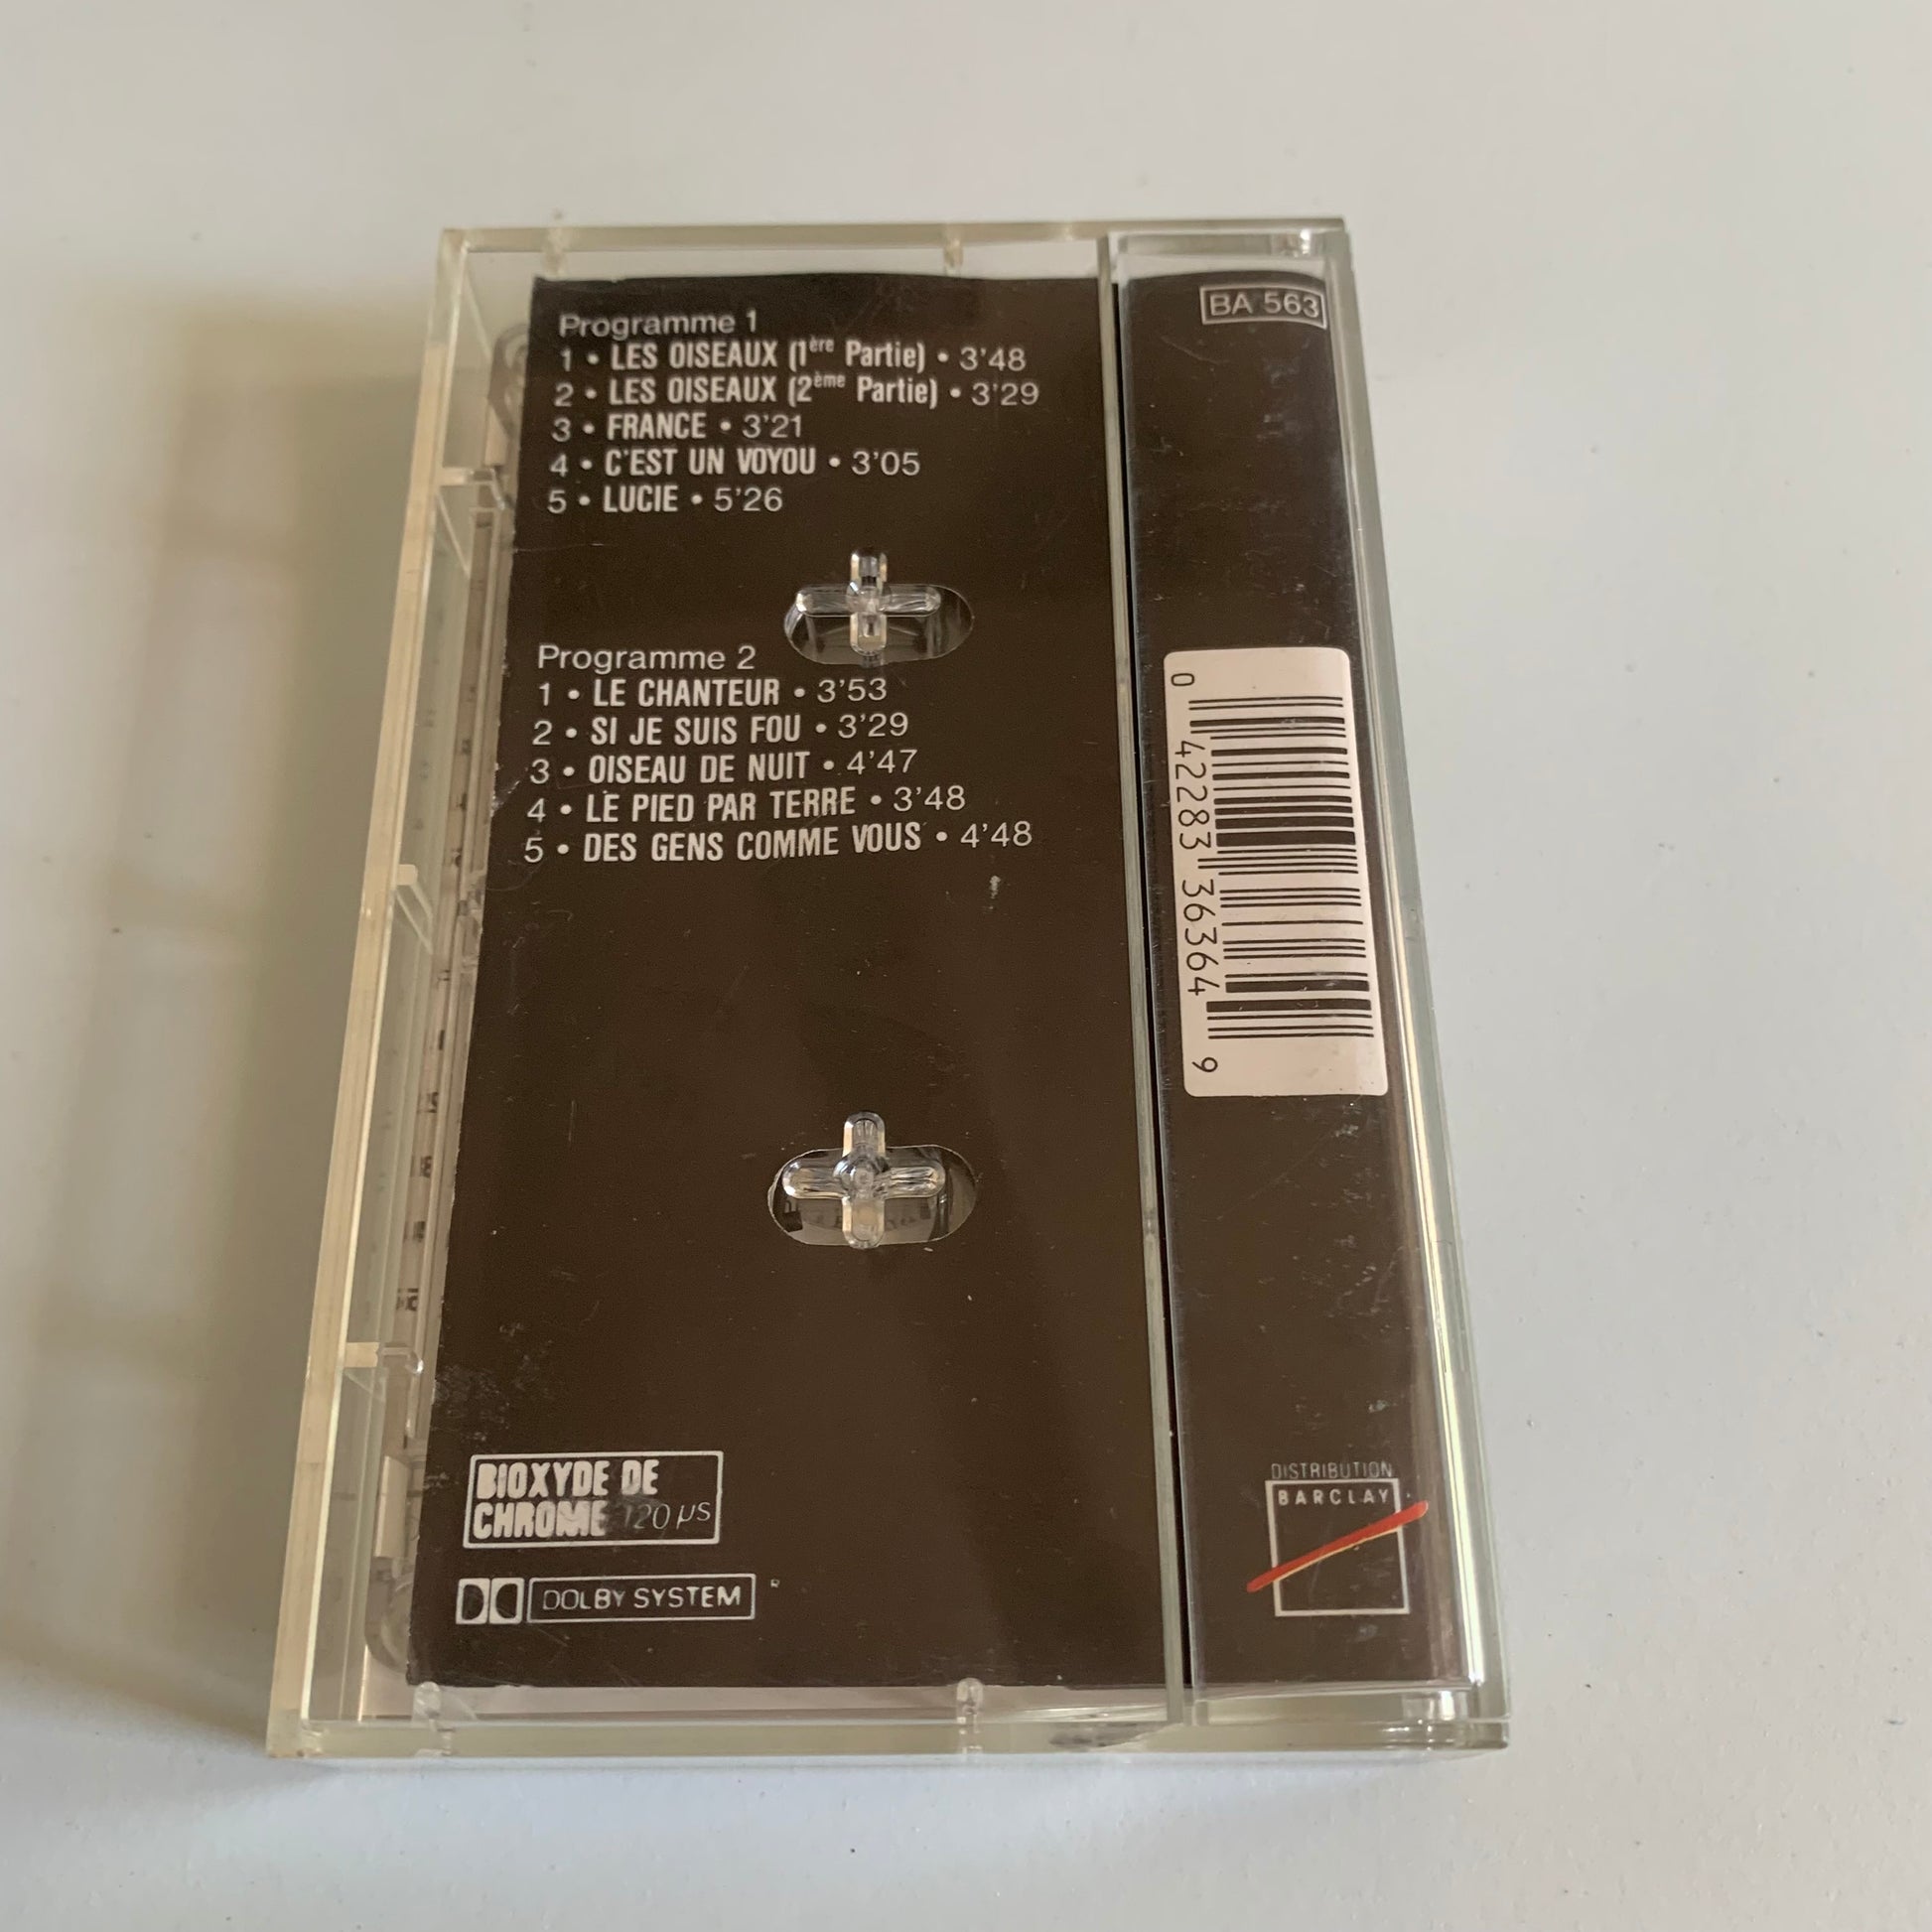 Programme 1
1 • LES OISEAUX (1ère Partie) • 3'48
2 • LES OISEAUX (2ème Partie) • 3'29
3 • FRANCE • 3'21
4 • C'EST UN VOYOU • 3'05
5 • LUCIE • 5'26
Programme 2
1 • LE CHANTEUR • 3'53
2 • SI JE SUIS FOU • 3'29
3 • OISEAU DE NUIT • 4'47
4 • LE PIED PAR TERRE • 3'48
5 • DES GENS COMME VOUS • 4'48
BIOXYDE DE
CHROME 120 µs
DOLBY SYSTEM
BA 563
0 42283 36364 9
DISTRIBUTION
BARCLAY